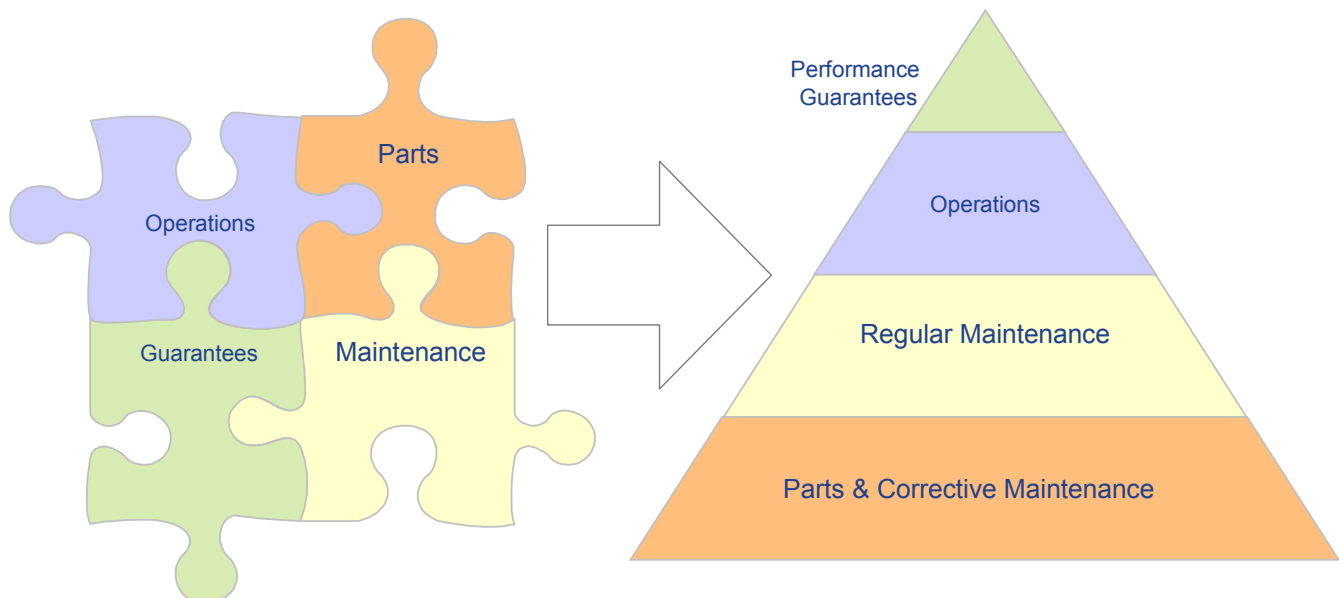 Parts
Operations
Guarantees
Maintenance
Performance
Guarantees
Operations
Regular Maintenance
Parts & Corrective Maintenance